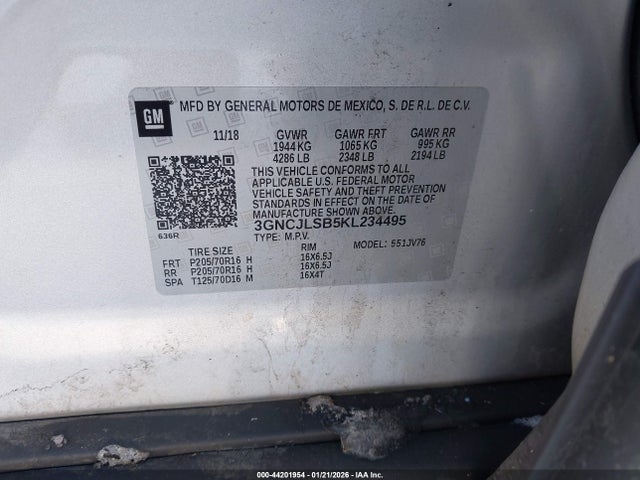 GM
MFD BY GENERAL MOTORS DE MEXICO, S. DE R.L. DE C.V.
11/18 GVWR GAWR FRT GAWR RR
1944 KG 1065 KG 995 KG
4286 LB 2348 LB 2194 LB
THIS VEHICLE CONFORMS TO ALL
APPLICABLE U.S. FEDERAL MOTOR
VEHICLE SAFETY AND THEFT PREVENTION
STANDARDS IN EFFECT ON THE DATE OF
MANUFACTURE SHOWN ABOVE.
3GNCJLSB5KL234495
636R
TYPE: M.P.V. MODEL: 551JV76
TIRE SIZE RIM
FRT P205/70R16 H 16X6.5J
RR P205/70R16 H 16X6.5J
SPA T125/70D16 M 16X4T
000-44201954 | 01/21/2026 - IAA